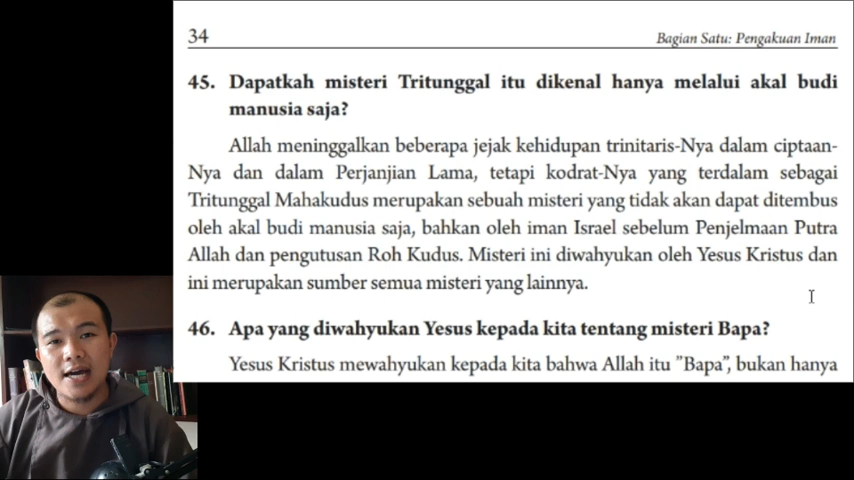 34
Bagian Satu: Pengakuan Iman
45. Dapatkah misteri Tritunggal itu dikenal hanya melalui akal budi
manusia saja?
Allah meninggalkan beberapa jejak kehidupan trinitaris-Nya dalam ciptaan-
Nya dan dalam Perjanjian Lama, tetapi kodrat-Nya yang terdalam sebagai
Tritunggal Mahakudus merupakan sebuah misteri yang tidak akan dapat ditembus
oleh akal budi manusia saja, bahkan oleh iman Israel sebelum Penjelmaan Putra
Allah dan pengutusan Roh Kudus. Misteri ini diwahyukan oleh Yesus Kristus dan
ini merupakan sumber semua misteri yang lainnya.
46. Apa yang diwahyukan Yesus kepada kita tentang misteri Bapa?
Yesus Kristus mewahyukan kepada kita bahwa Allah itu ”Bapa”, bukan hanya